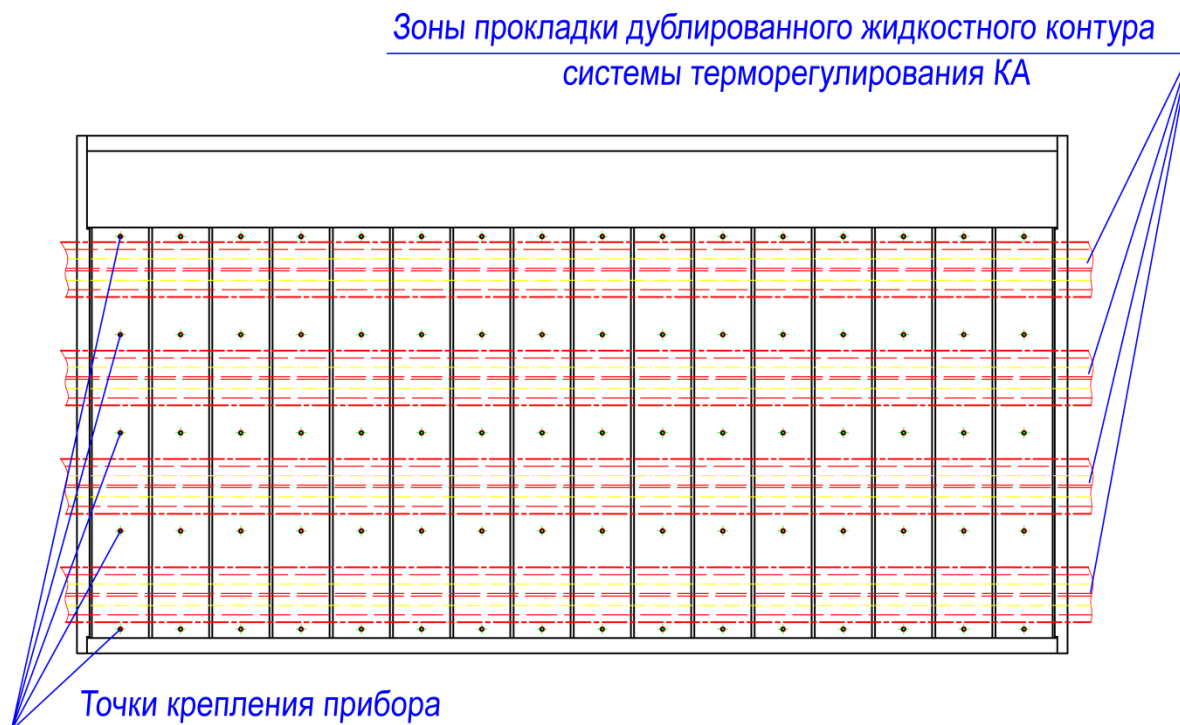 Зоны прокладки дублированного жидкостного контура
системы терморегулирования КА
Точки крепления прибора